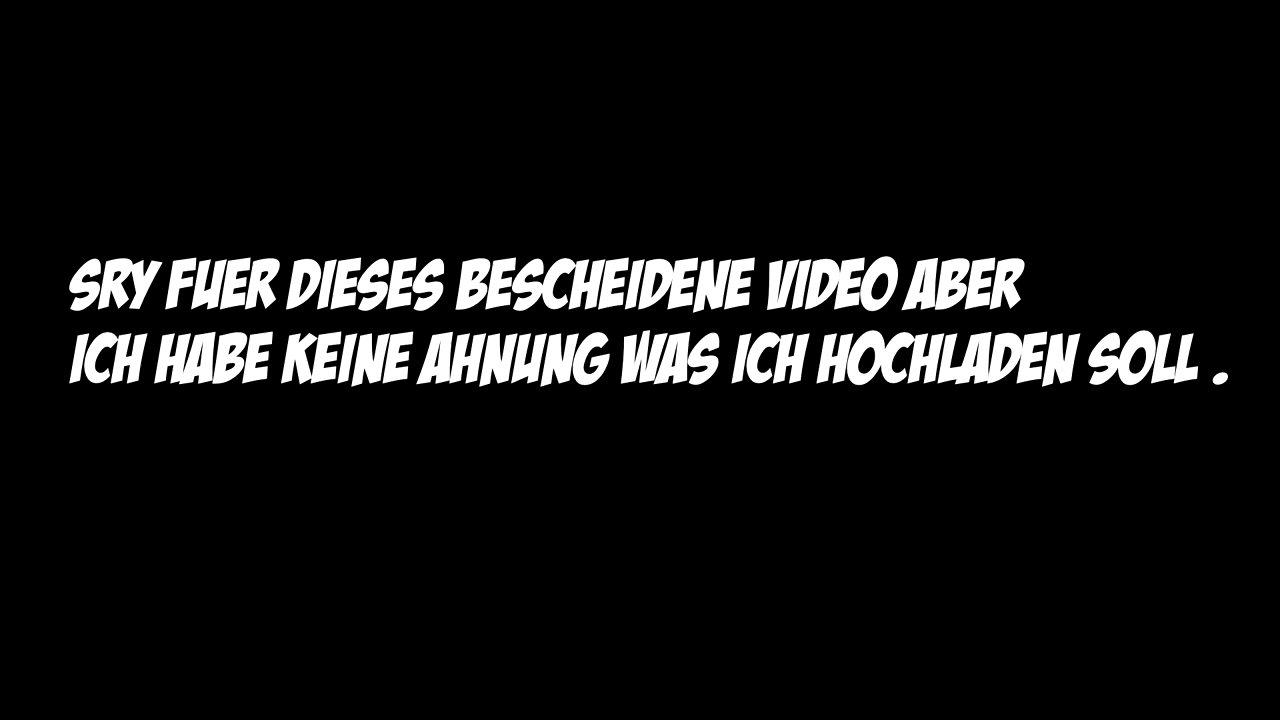 SRY FUER DIESES BESCHEIDENE VIDEO ABER
ICH HABE KEINE AHNUNG WAS ICH HOCHLADEN SOLL .